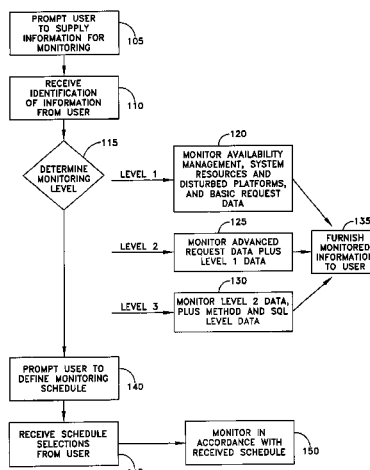 PROMPT USER
TO SUPPLY
INFORMATION FOR
MONITORING
105
RECEIVE
IDENTIFICATION
OF INFORMATION
FROM USER
110
115
DETERMINE
MONITORING
LEVEL
LEVEL 1
120
MONITOR AVAILABILITY
MANAGEMENT, SYSTEM
RESOURCES AND
DISTURBED PLATFORMS,
AND BASIC REQUEST
DATA
LEVEL 2
125
MONITOR ADVANCED
REQUEST DATA PLUS
LEVEL 1 DATA
LEVEL 3
130
MONITOR LEVEL 2 DATA,
PLUS METHOD AND SQL
LEVEL DATA
135
FURNISH
MONITORED
INFORMATION
TO USER
PROMPT USER TO
DEFINE MONITORING
SCHEDULE
140
RECEIVE SCHEDULE
SELECTIONS
FROM USER
MONITOR IN
ACCORDANCE WITH
RECEIVED SCHEDULE
150